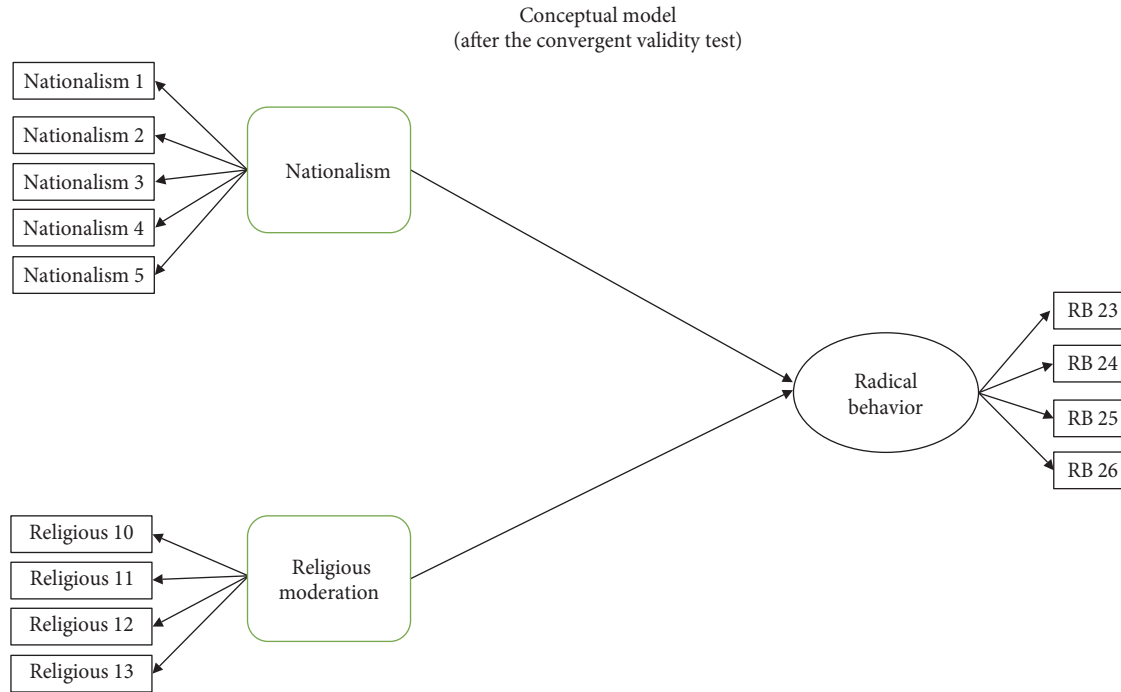 Conceptual model
(after the convergent validity test)
Nationalism 1
Nationalism 2
Nationalism 3
Nationalism 4
Nationalism 5
Nationalism
RB 23
RB 24
RB 25
RB 26
Radical
behavior
Religious 10
Religious 11
Religious 12
Religious 13
Religious
moderation